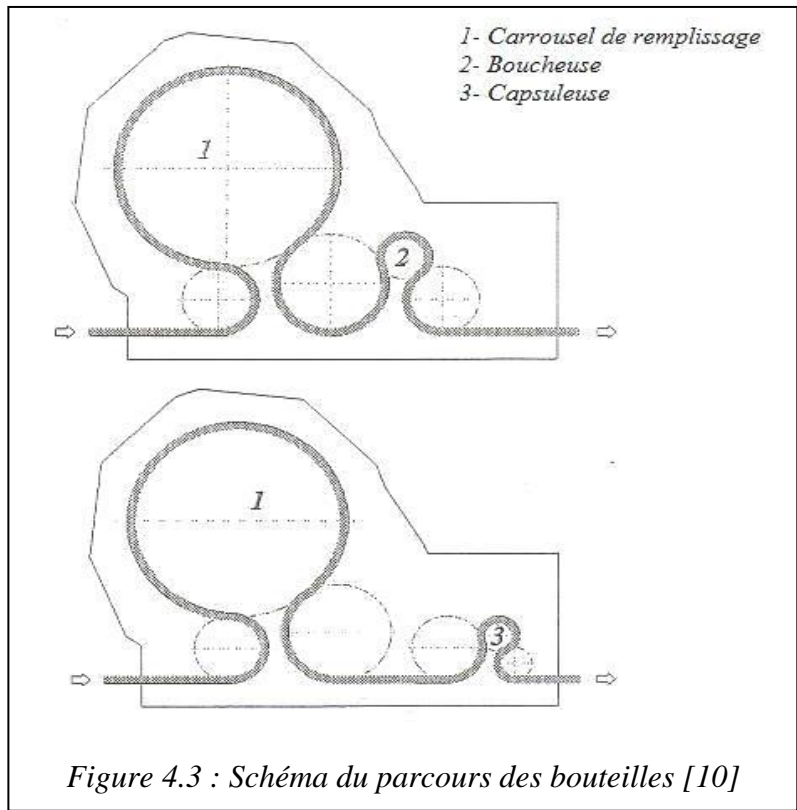 1- Carrousel de remplissage
2- Boucheuse
3- Capsuleuse
1
2
1
3
Figure 4.3 : Schéma du parcours des bouteilles [10]